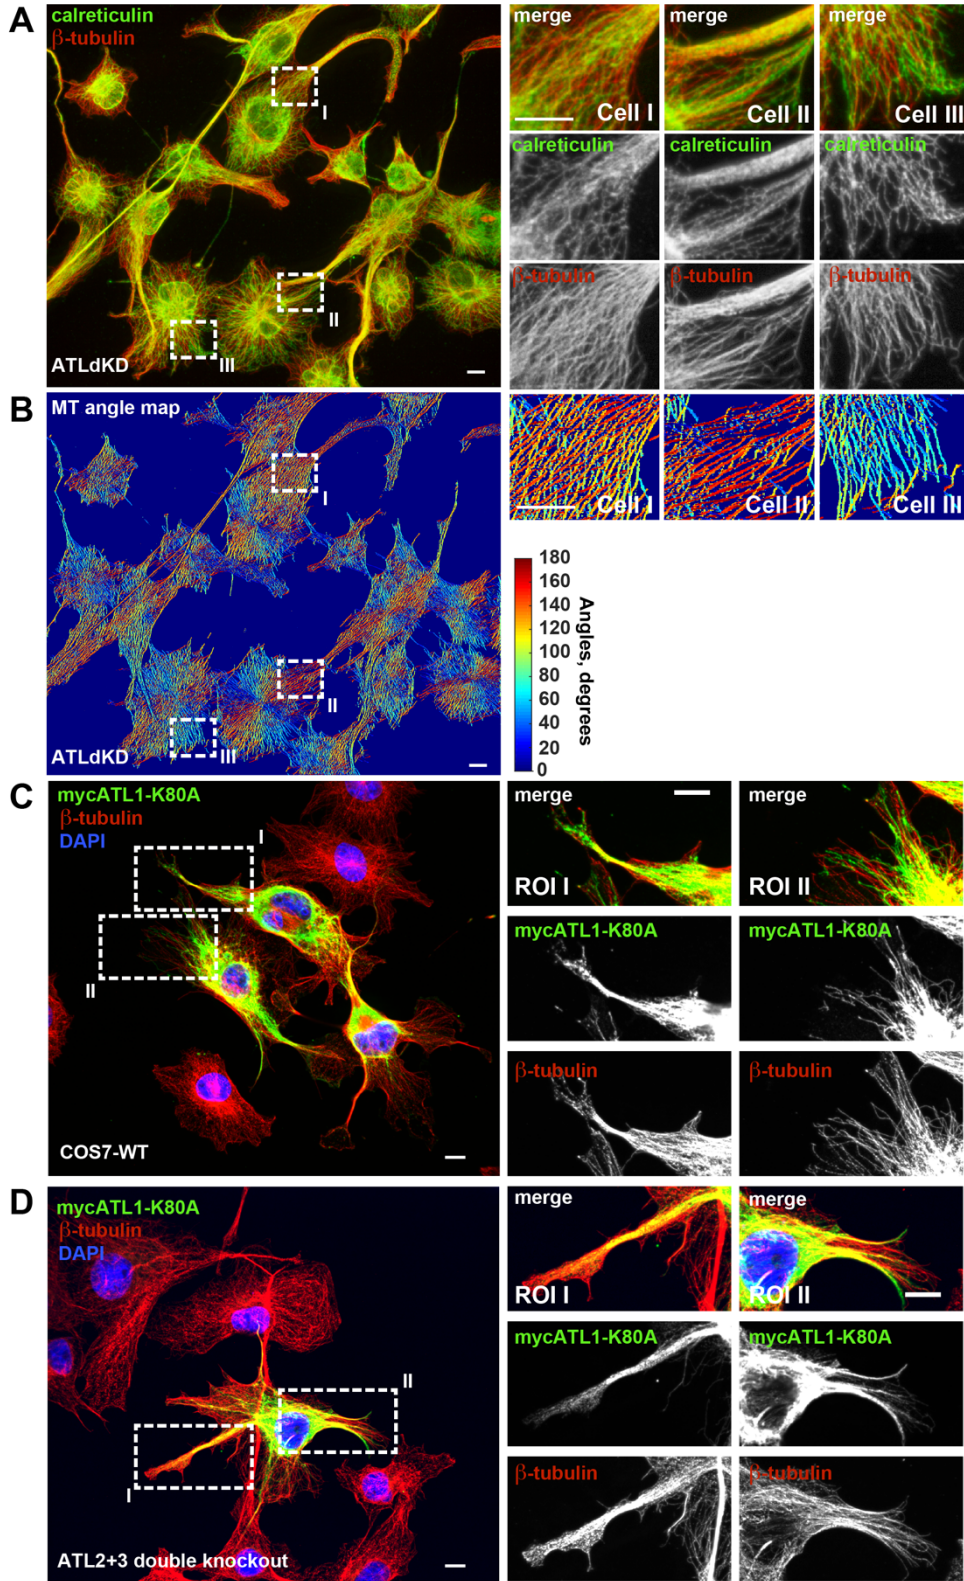 A
calreticulin
β-tubulin
I
II
III
ATLdKD
merge
Cell I
merge
Cell II
merge
Cell III
calreticulin
calreticulin
calreticulin
β-tubulin
β-tubulin
β-tubulin
B
MT angle map
I
II
III
ATLdKD
Cell I
Cell II
Cell III
180
160
140
120
100
80
60
40
20
0
Angles, degrees
C
mycATL1-K80A
β-tubulin
DAPI
I
II
COS7-WT
merge
ROI I
merge
ROI II
mycATL1-K80A
mycATL1-K80A
β-tubulin
β-tubulin
D
mycATL1-K80A
β-tubulin
DAPI
II
I
ATL2+3 double knockout
merge
ROI I
merge
ROI II
mycATL1-K80A
mycATL1-K80A
β-tubulin
β-tubulin